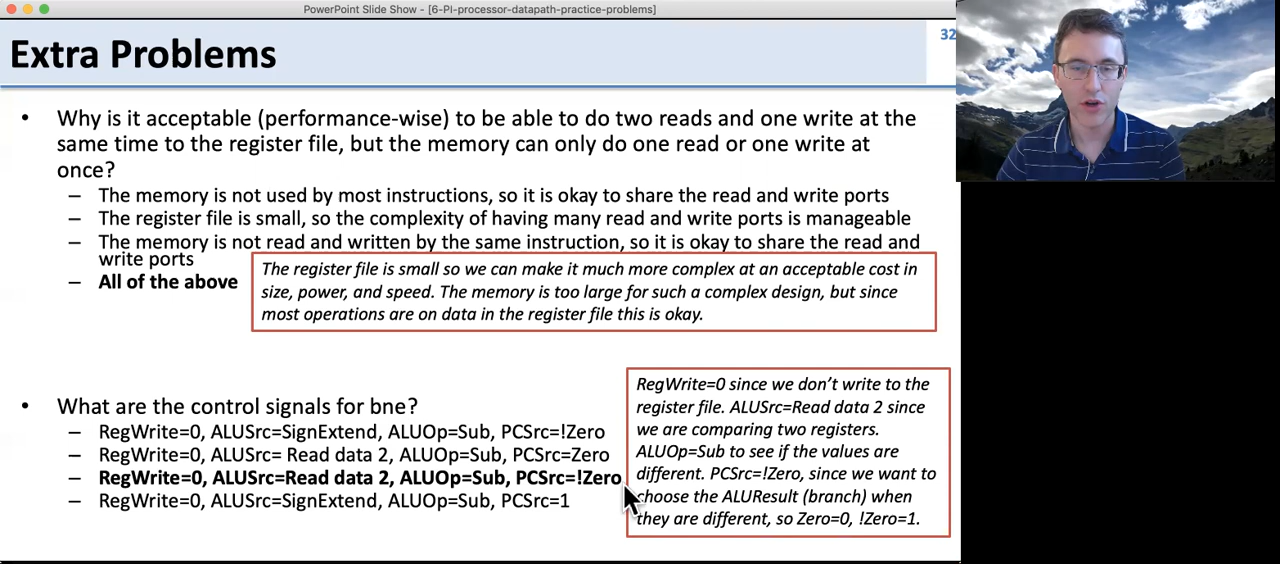 PowerPoint Slide Show - [6-PI-processor-datapath-practice-problems]
Extra Problems
32
• Why is it acceptable (performance-wise) to be able to do two reads and one write at the
same time to the register file, but the memory can only do one read or one write at
once?
– The memory is not used by most instructions, so it is okay to share the read and write ports
– The register file is small, so the complexity of having many read and write ports is manageable
– The memory is not read and written by the same instruction, so it is okay to share the read and
write ports
– All of the above
The register file is small so we can make it much more complex at an acceptable cost in
size, power, and speed. The memory is too large for such a complex design, but since
most operations are on data in the register file this is okay.
• What are the control signals for bne?
– RegWrite=0, ALUSrc=SignExtend, ALUOp=Sub, PCSrc=!Zero
– RegWrite=0, ALUSrc= Read data 2, ALUOp=Sub, PCSrc=Zero
– RegWrite=0, ALUSrc=Read data 2, ALUOp=Sub, PCSrc=!Zero
– RegWrite=0, ALUSrc=SignExtend, ALUOp=Sub, PCSrc=1
RegWrite=0 since we don't write to the
register file. ALUSrc=Read data 2 since
we are comparing two registers.
ALUOp=Sub to see if the values are
different. PCSrc=!Zero, since we want to
choose the ALUResult (branch) when
they are different, so Zero=0, !Zero=1.